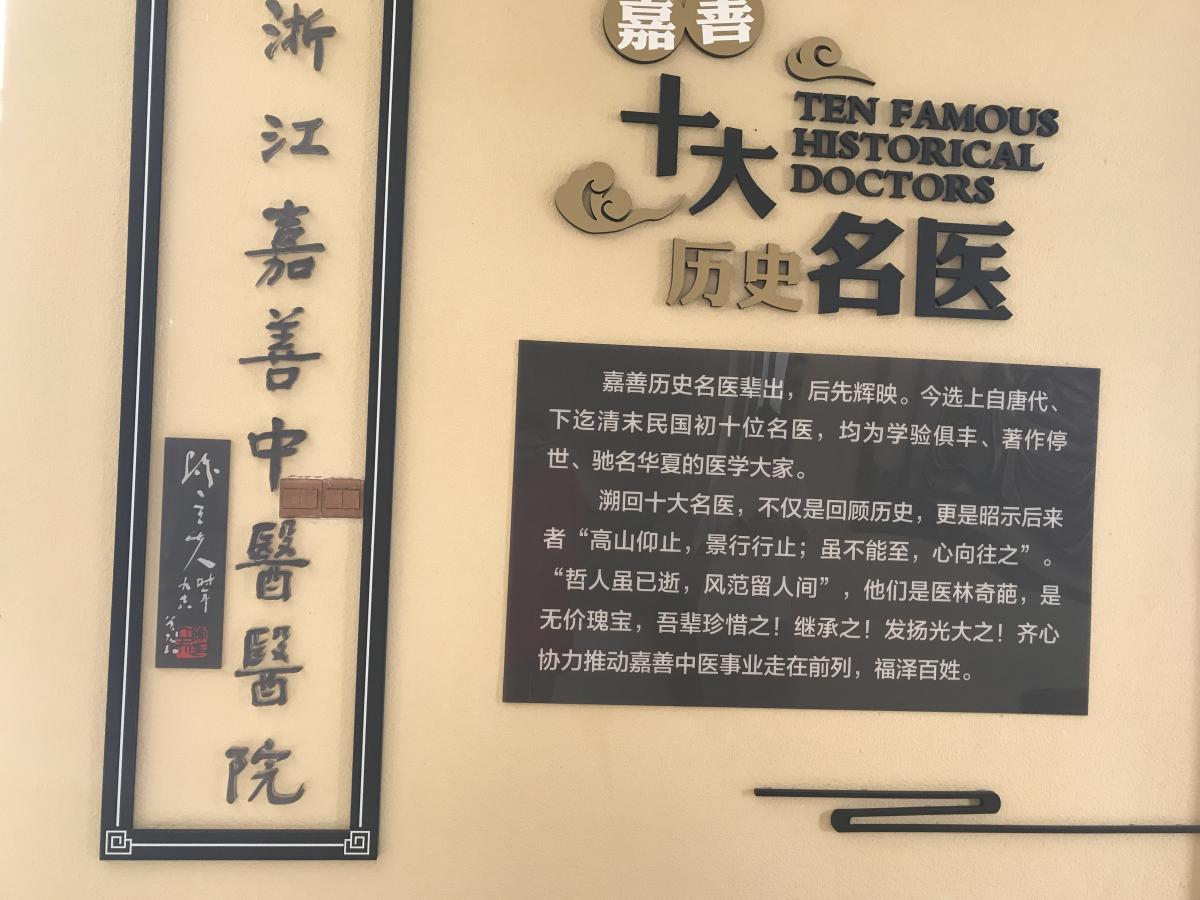 浙江嘉善中醫醫院
嘉善
十大
TEN FAMOUS
HISTORICAL
DOCTORS
历史名医
嘉善历史名医辈出，后先辉映。今选上自唐代、
下迄清末民国初十位名医，均为学验俱丰、著作停
世、驰名华夏的医学大家。
溯回十大名医，不仅是回顾历史，更是昭示后来
者“高山仰止，景行行止；虽不能至，心向往之”。
“哲人虽已逝，风范留人间”，他们是医林奇葩，是
无价瑰宝，吾辈珍惜之！继承之！发扬光大之！齐心
协力推动嘉善中医事业走在前列，福泽百姓。